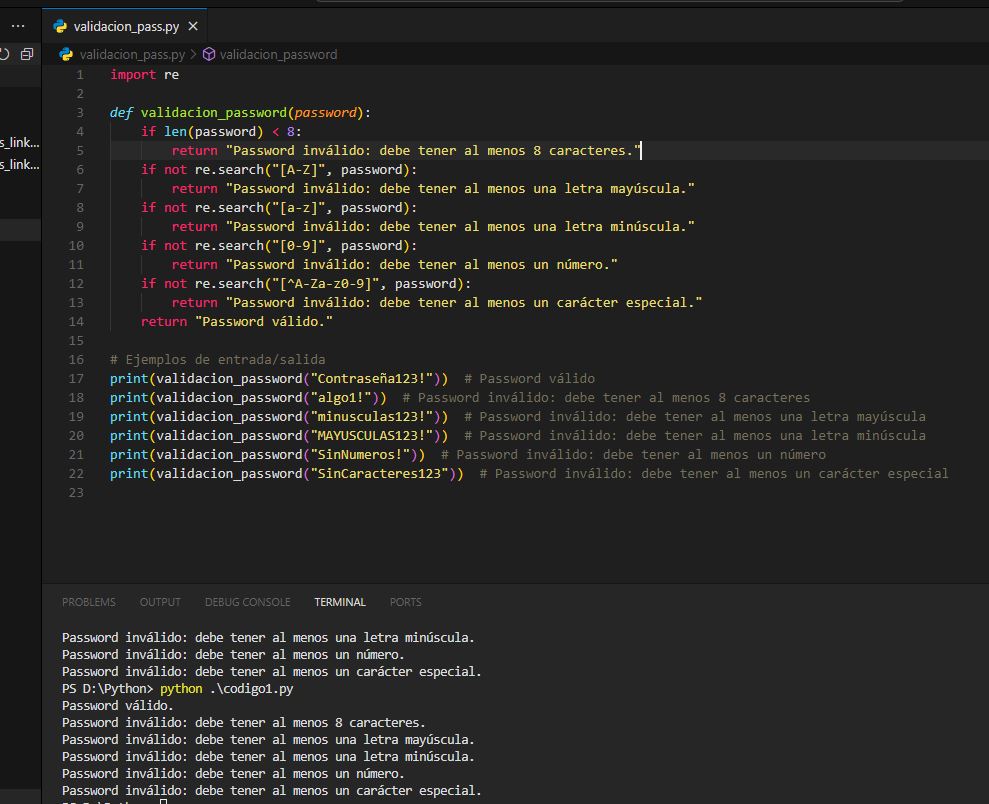 validacion_pass.py
validacion_pass.py > validacion_password
1 import re
2
3 def validacion_password(password):
4 if len(password) < 8:
5 return "Password inválido: debe tener al menos 8 caracteres."
6 if not re.search("[A-Z]", password):
7 return "Password inválido: debe tener al menos una letra mayúscula."
8 if not re.search("[a-z]", password):
9 return "Password inválido: debe tener al menos una letra minúscula."
10 if not re.search("[0-9]", password):
11 return "Password inválido: debe tener al menos un número."
12 if not re.search("[^A-Za-z0-9]", password):
13 return "Password inválido: debe tener al menos un carácter especial."
14 return "Password válido."
15
16 # Ejemplos de entrada/salida
17 print(validacion_password("Contraseña123!")) # Password válido
18 print(validacion_password("algo1!")) # Password inválido: debe tener al menos 8 caracteres
19 print(validacion_password("minusculas123!")) # Password inválido: debe tener al menos una letra mayúscula
20 print(validacion_password("MAYUSCULAS123!")) # Password inválido: debe tener al menos una letra minúscula
21 print(validacion_password("SinNumeros!")) # Password inválido: debe tener al menos un número
22 print(validacion_password("SinCaracteres123")) # Password inválido: debe tener al menos un carácter especial
23
s_link...
s_link...
PROBLEMS OUTPUT DEBUG CONSOLE TERMINAL PORTS
Password inválido: debe tener al menos una letra minúscula.
Password inválido: debe tener al menos un número.
Password inválido: debe tener al menos un carácter especial.
PS D:\Python> python .\codigo1.py
Password válido.
Password inválido: debe tener al menos 8 caracteres.
Password inválido: debe tener al menos una letra mayúscula.
Password inválido: debe tener al menos una letra minúscula.
Password inválido: debe tener al menos un número.
Password inválido: debe tener al menos un carácter especial.